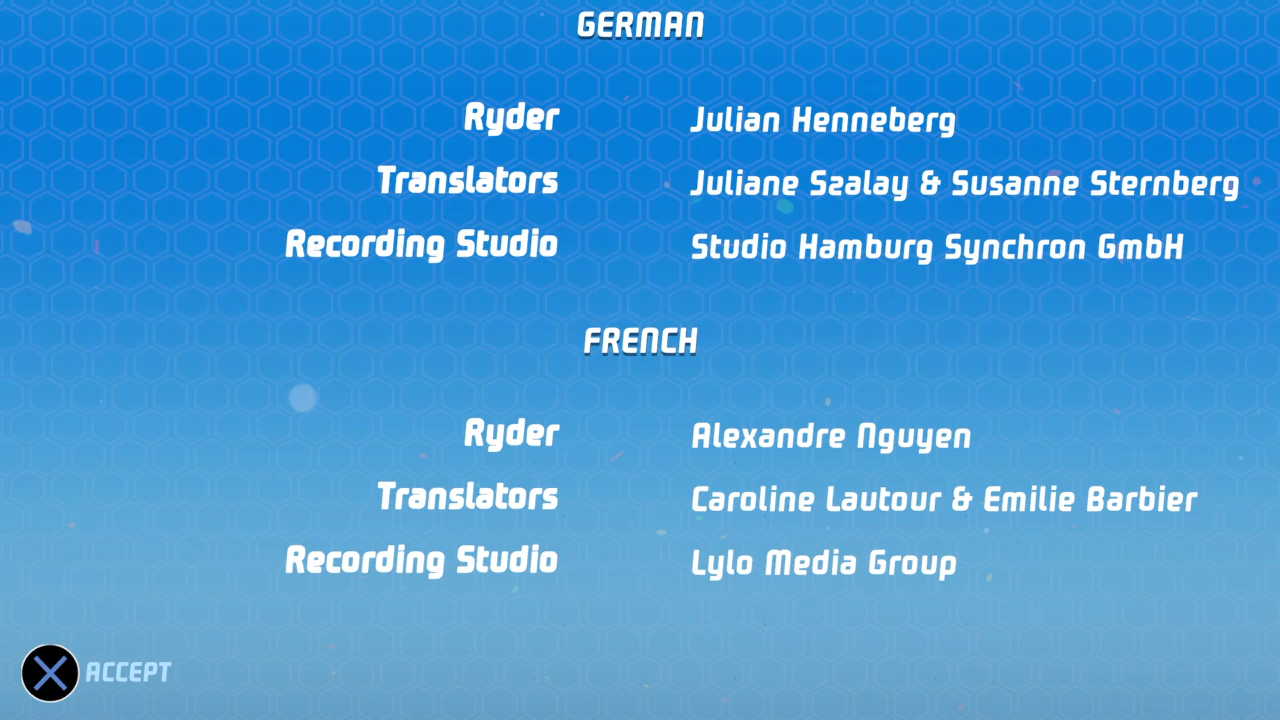 GERMAN
Ryder Julian Henneberg
Translators Juliane Szalay & Susanne Sternberg
Recording Studio Studio Hamburg Synchron GmbH
FRENCH
Ryder Alexandre Nguyen
Translators Caroline Lautour & Emilie Barbier
Recording Studio Lylo Media Group
ACCEPT